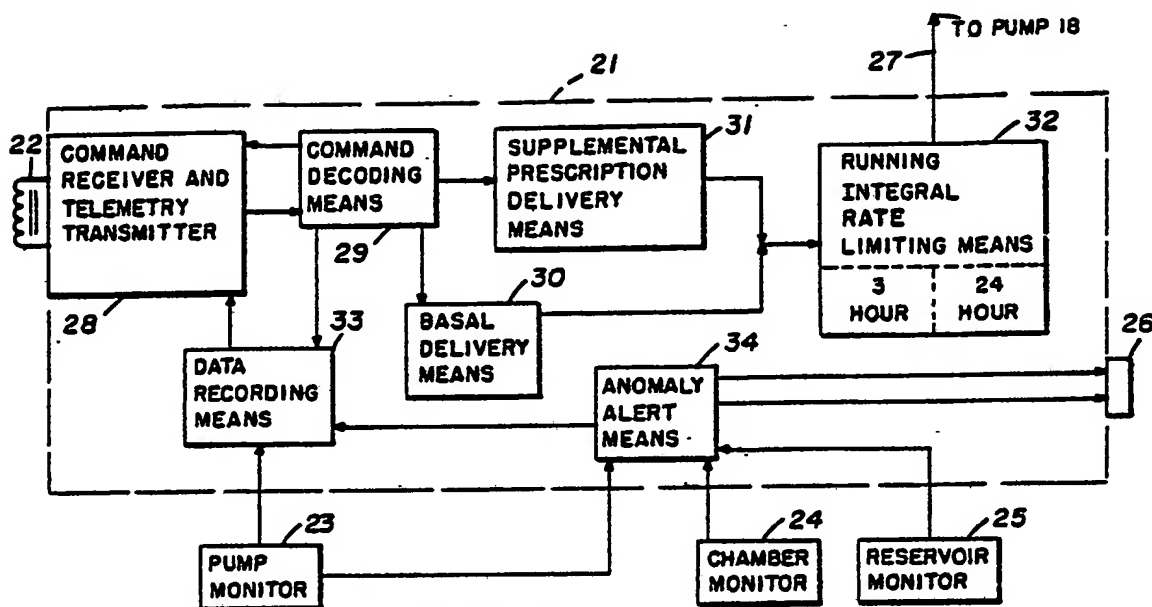 TO PUMP 18
27
21
22
COMMAND
RECEIVER AND
TELEMETRY
TRANSMITTER
28
COMMAND
DECODING
MEANS
29
31
SUPPLEMENTAL
PRESCRIPTION
DELIVERY
MEANS
32
RUNNING
INTEGRAL
RATE
LIMITING MEANS
3
HOUR
24
HOUR
30
BASAL
DELIVERY
MEANS
33
DATA
RECORDING
MEANS
34
ANOMALY
ALERT
MEANS
26
23
PUMP
MONITOR
24
CHAMBER
MONITOR
25
RESERVOIR
MONITOR